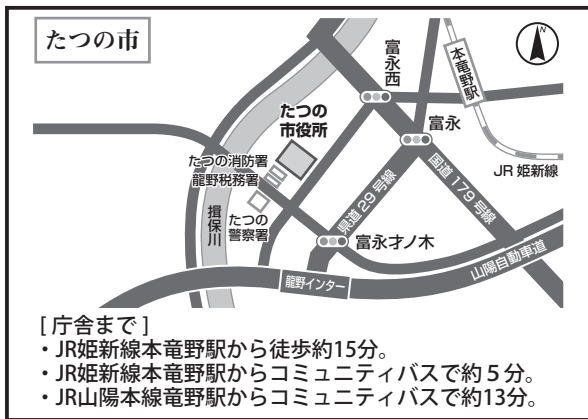 たつの市
N
本竜野駅
富永西
たつの
市役所
富永
たつの消防署
龍野税務署
JR 姫新線
県道 29 号線
国道 179 号線
揖保川
たつの
警察署
富永才ノ木
山陽自動車道
龍野インター
[ 庁舎まで ]
・JR姫新線本竜野駅から徒歩約15分。
・JR姫新線本竜野駅からコミュニティバスで約５分。
・JR山陽本線竜野駅からコミュニティバスで約13分。